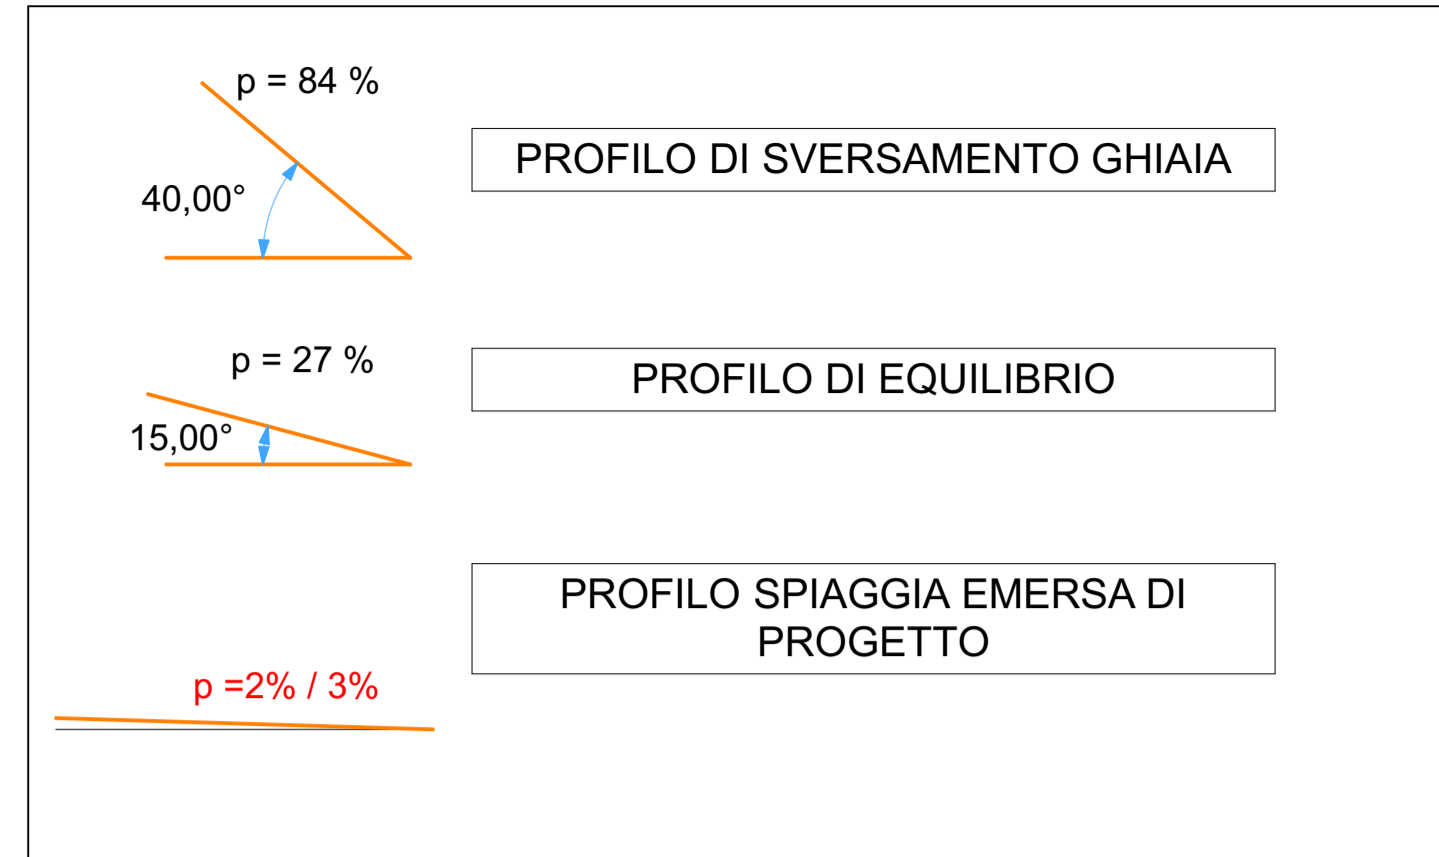 p = 84 %
40,00°
PROFILO DI SVERSAMENTO GHIAIA
p = 27 %
15,00°
PROFILO DI EQUILIBRIO
PROFILO SPIAGGIA EMERSA DI
PROGETTO
p =2% / 3%